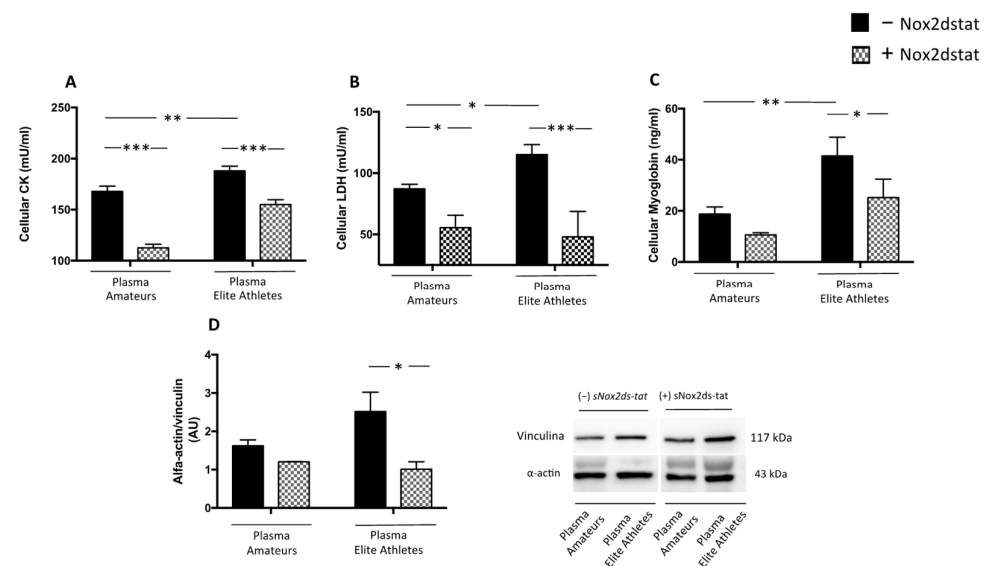 − Nox2dstat
+ Nox2dstat
A
Cellular CK (mU/ml)
250
200
150
100
**
***
***
Plasma
Amateurs
Plasma
Elite Athletes
B
Cellular LDH (mU/ml)
150
100
50
*
*
***
Plasma
Amateurs
Plasma
Elite Athletes
C
Cellular Myoglobin (ng/ml)
60
40
20
0
**
*
Plasma
Amateurs
Plasma
Elite Athletes
D
Alfa-actin/vinculin
(AU)
4
3
2
1
0
*
Plasma
Amateurs
Plasma
Elite Athletes
(−) sNox2ds-tat
(+) sNox2ds-tat
Vinculina
117 kDa
α-actin
43 kDa
Plasma
Amateurs
Plasma
Elite Athletes
Plasma
Amateurs
Plasma
Elite Athletes